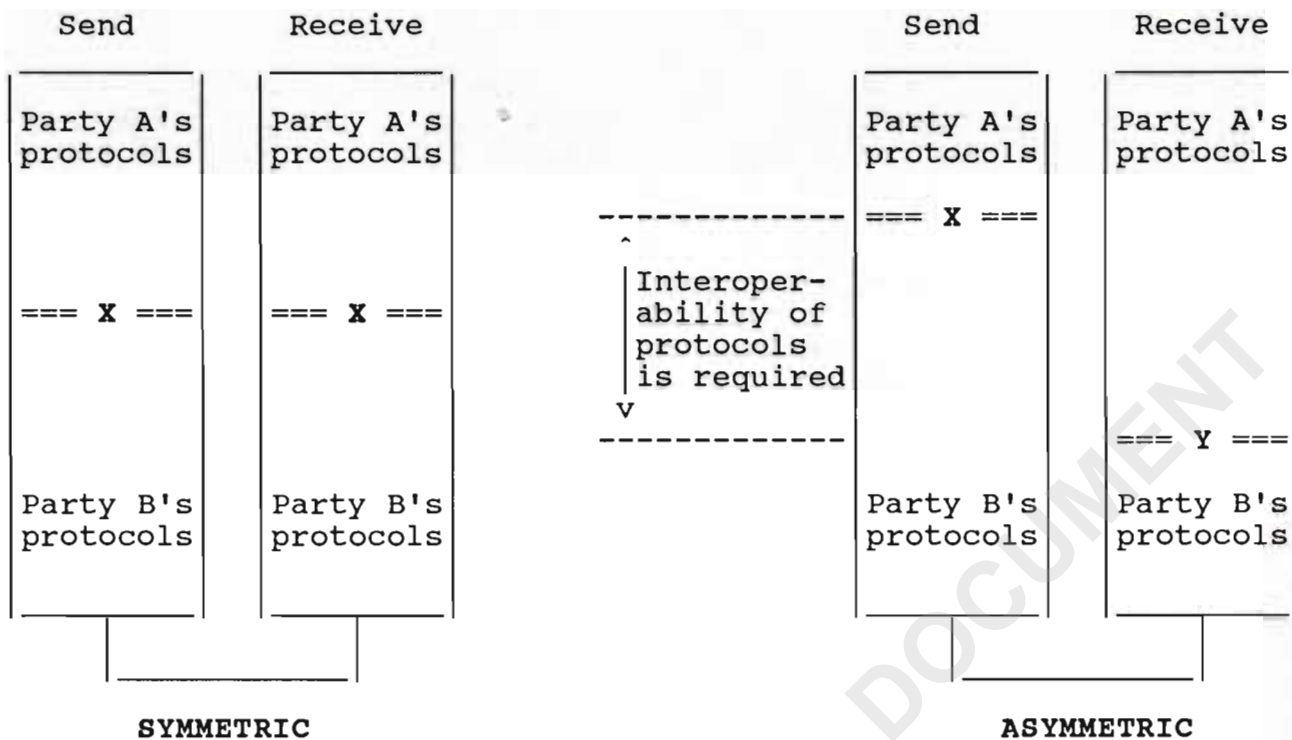 Send Receive Send Receive
Party A's Party A's Party A's Party A's
protocols protocols protocols protocols
------------- === X ===
^
Interoper-
=== X === === X === ability of
protocols
is required
V
------------- === Y ===
Party B's Party B's Party B's Party B's
protocols protocols protocols protocols
SYMMETRIC ASYMMETRIC
DOCUMENT